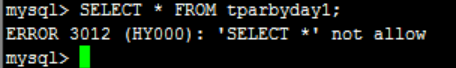 mysql> SELECT * FROM tparbyday1;
ERROR 3012 (HY000): 'SELECT *' not allow
mysql>